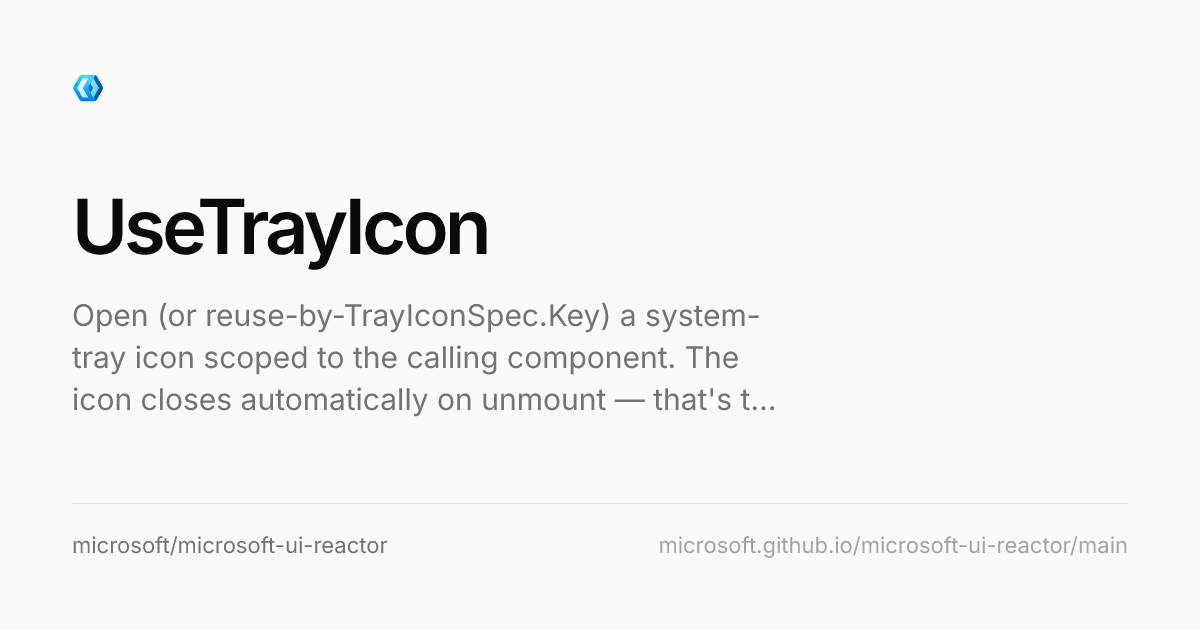 UseTrayIcon
Open (or reuse-by-TrayIconSpec.Key) a system-
tray icon scoped to the calling component. The
icon closes automatically on unmount — that's t...
microsoft/microsoft-ui-reactor
microsoft.github.io/microsoft-ui-reactor/main